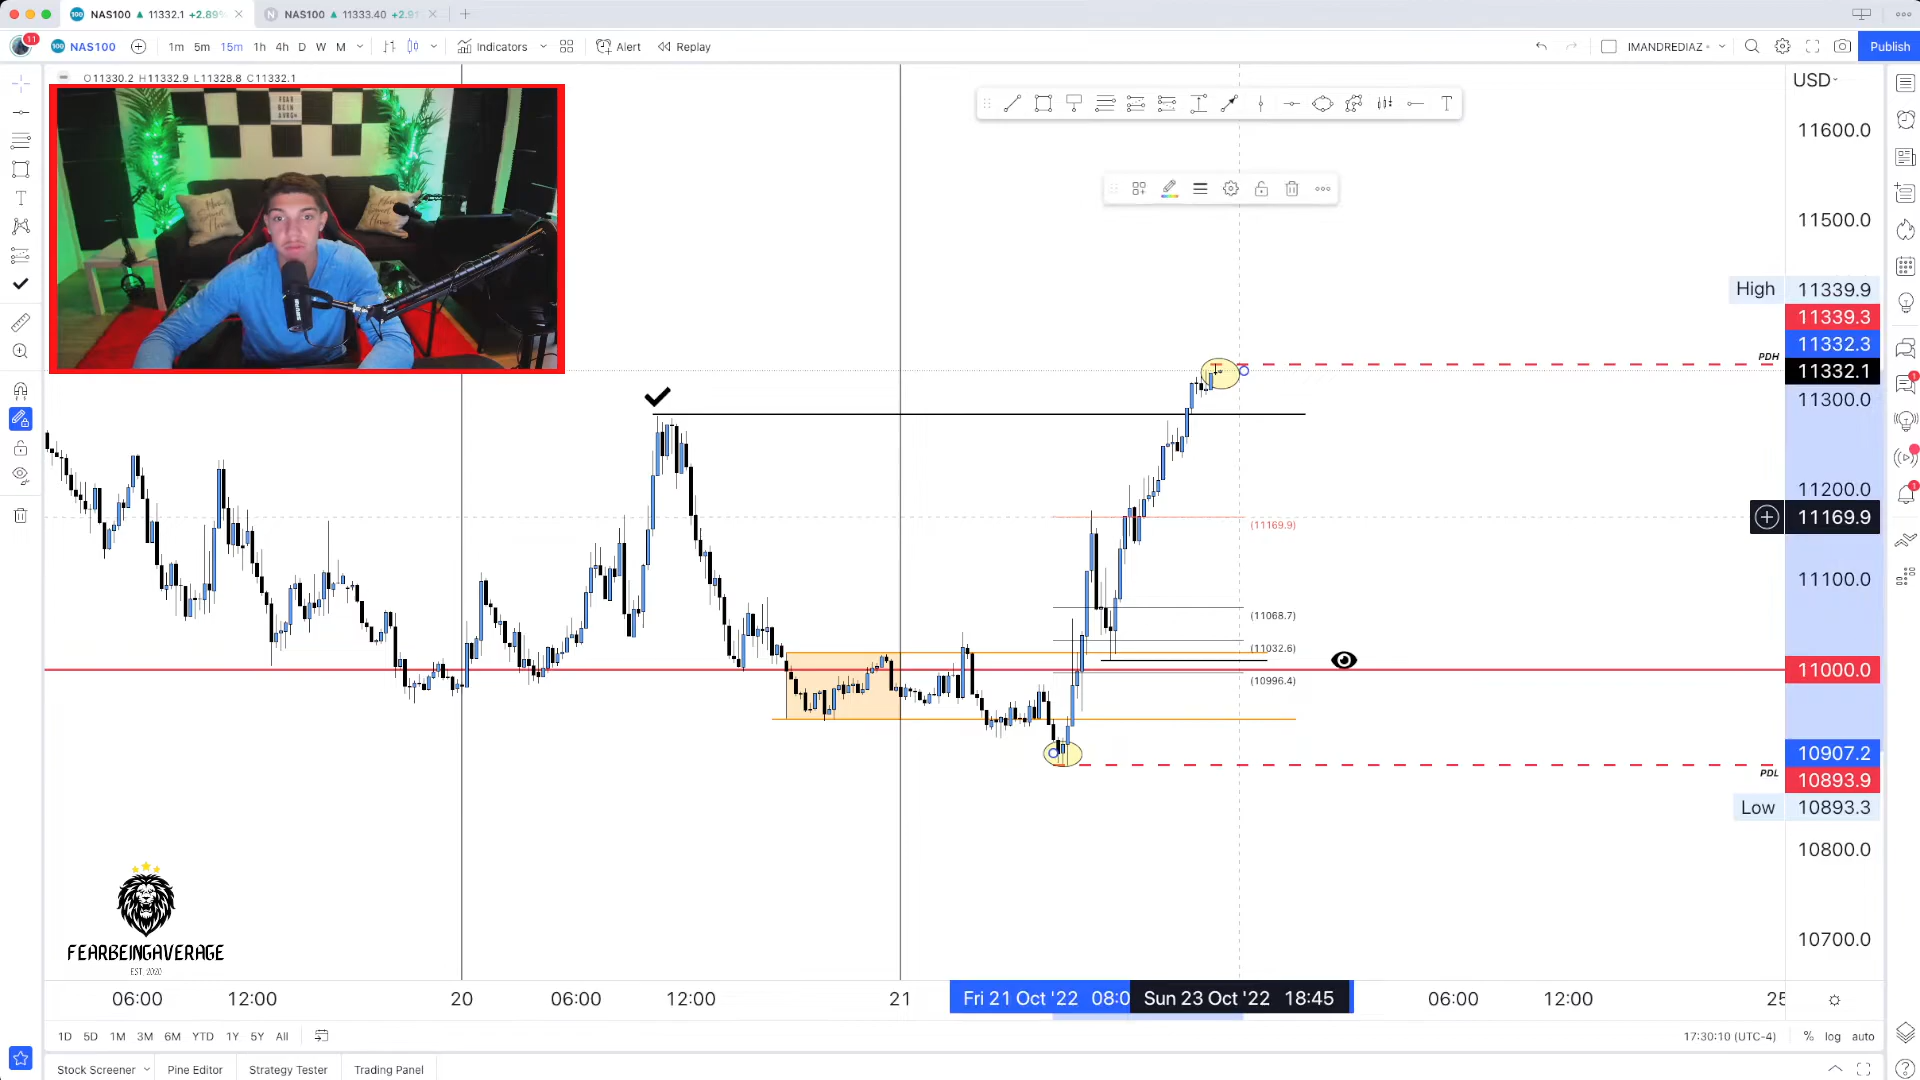 NAS100 ▲ 11332.1 +2.89%
NAS100 ▲ 11333.40 +2.91
11
NAS100
1m 5m 15m 1h 4h D W M
Indicators
Alert
Replay
IMANDREDIAZ
Publish
O11330.2 H11332.9 L11328.8 C11332.1
USD
11600.0
11500.0
High 11339.9
11339.3
PDH
11332.3
11332.1
11300.0
11200.0
11169.9
(11169.9)
11100.0
(11068.7)
(11032.6)
11000.0
(10996.4)
10907.2
PDL
10893.9
Low 10893.3
10800.0
10700.0
FEARBEINGAVERAGE
EST. 2020
06:00 12:00 20 06:00 12:00 21 Fri 21 Oct '22 08:0 Sun 23 Oct '22 18:45 06:00 12:00 25
1D 5D 1M 3M 6M YTD 1Y 5Y All
17:30:10 (UTC-4) % log auto
Stock Screener Pine Editor Strategy Tester Trading Panel